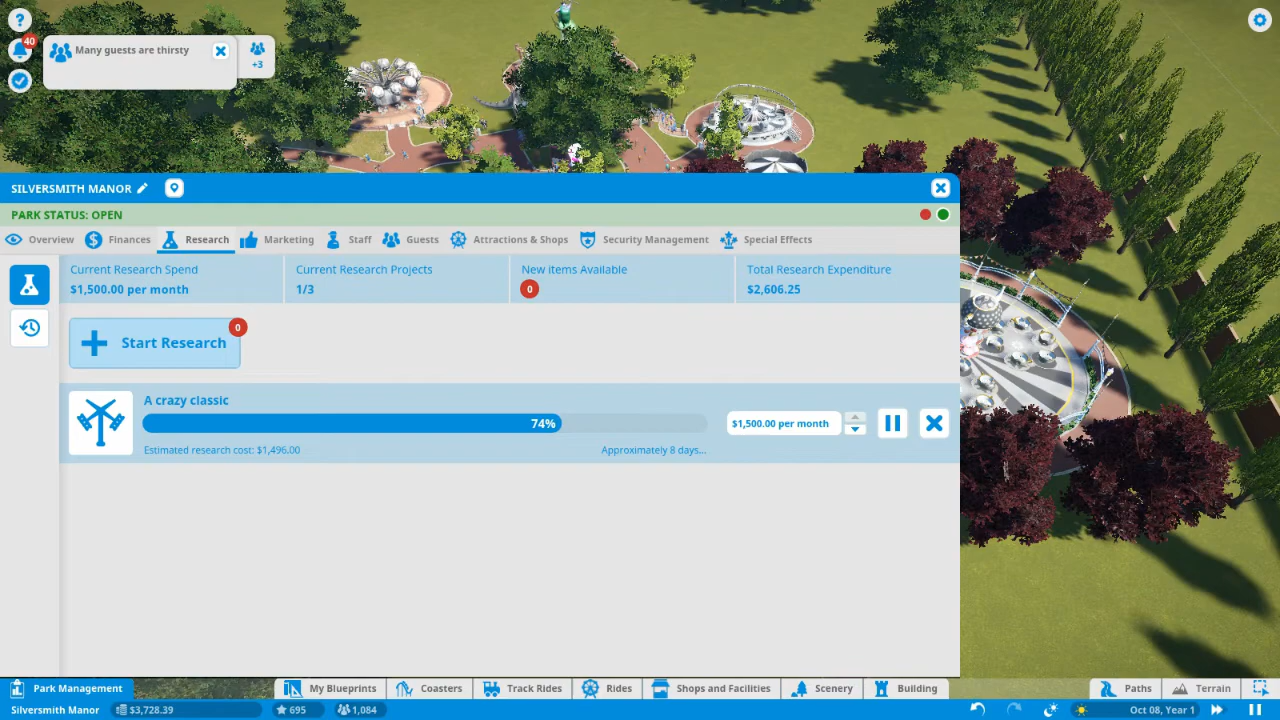 ?
40
Many guests are thirsty
+3
SILVERSMITH MANOR
PARK STATUS: OPEN
Overview Finances Research Marketing Staff Guests Attractions & Shops Security Management Special Effects
Current Research Spend
$1,500.00 per month
Current Research Projects
1/3
New items Available
0
Total Research Expenditure
$2,606.25
Start Research
0
A crazy classic
74%
$1,500.00 per month
Estimated research cost: $1,496.00
Approximately 8 days...
Park Management My Blueprints Coasters Track Rides Rides Shops and Facilities Scenery Building Paths Terrain
Silversmith Manor $3,728.39 695 1,084 Oct 08, Year 1